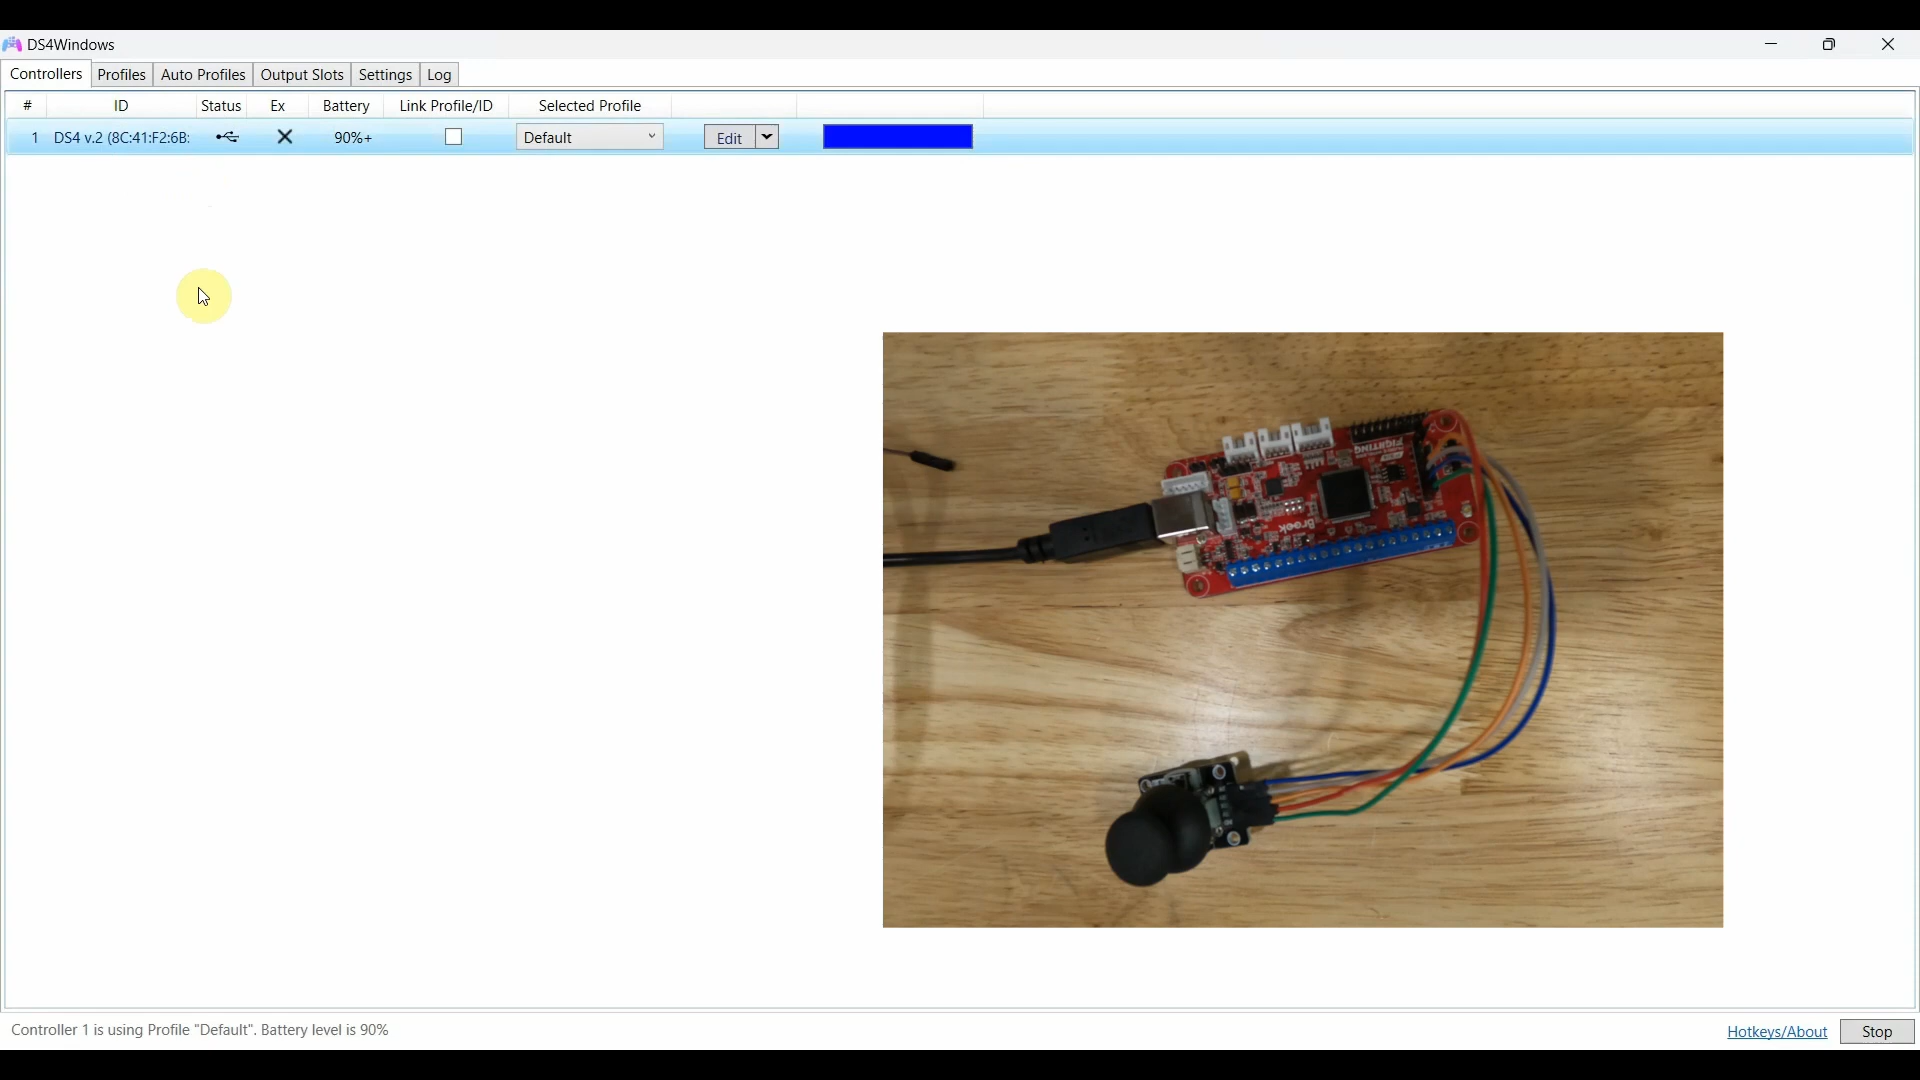 DS4Windows
Controllers Profiles Auto Profiles Output Slots Settings Log
# ID Status Ex Battery Link Profile/ID Selected Profile
1 DS4 v.2 (8C:41:F2:6B: 90%+ Default Edit
FIGHTING
Brook
Controller 1 is using Profile "Default". Battery level is 90%
Hotkeys/About Stop